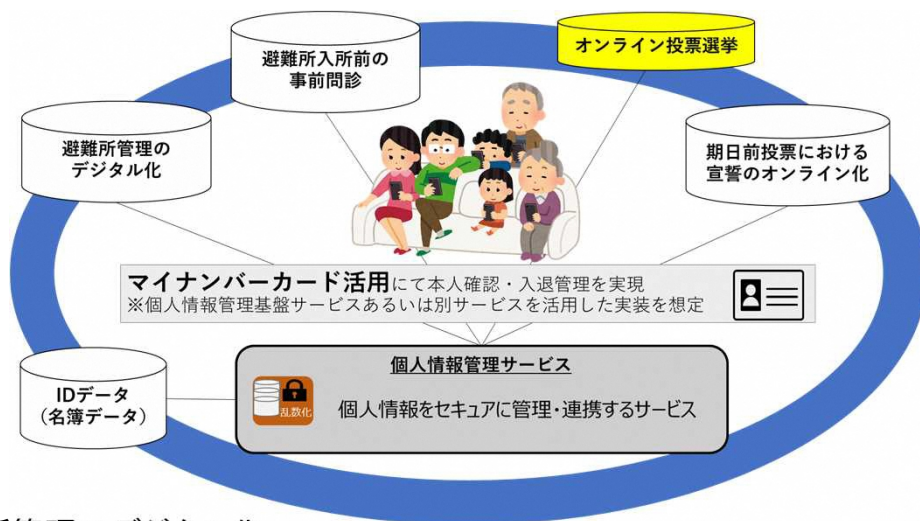 避難所入所前の
事前問診
オンライン投票選挙
避難所管理の
デジタル化
期日前投票における
宣誓のオンライン化
マイナンバーカード活用にて本人確認・入退管理を実現
※個人情報管理基盤サービスあるいは別サービスを活用した実装を想定
個人情報管理サービス
乱数化
個人情報をセキュアに管理・連携するサービス
IDデータ
(名簿データ)